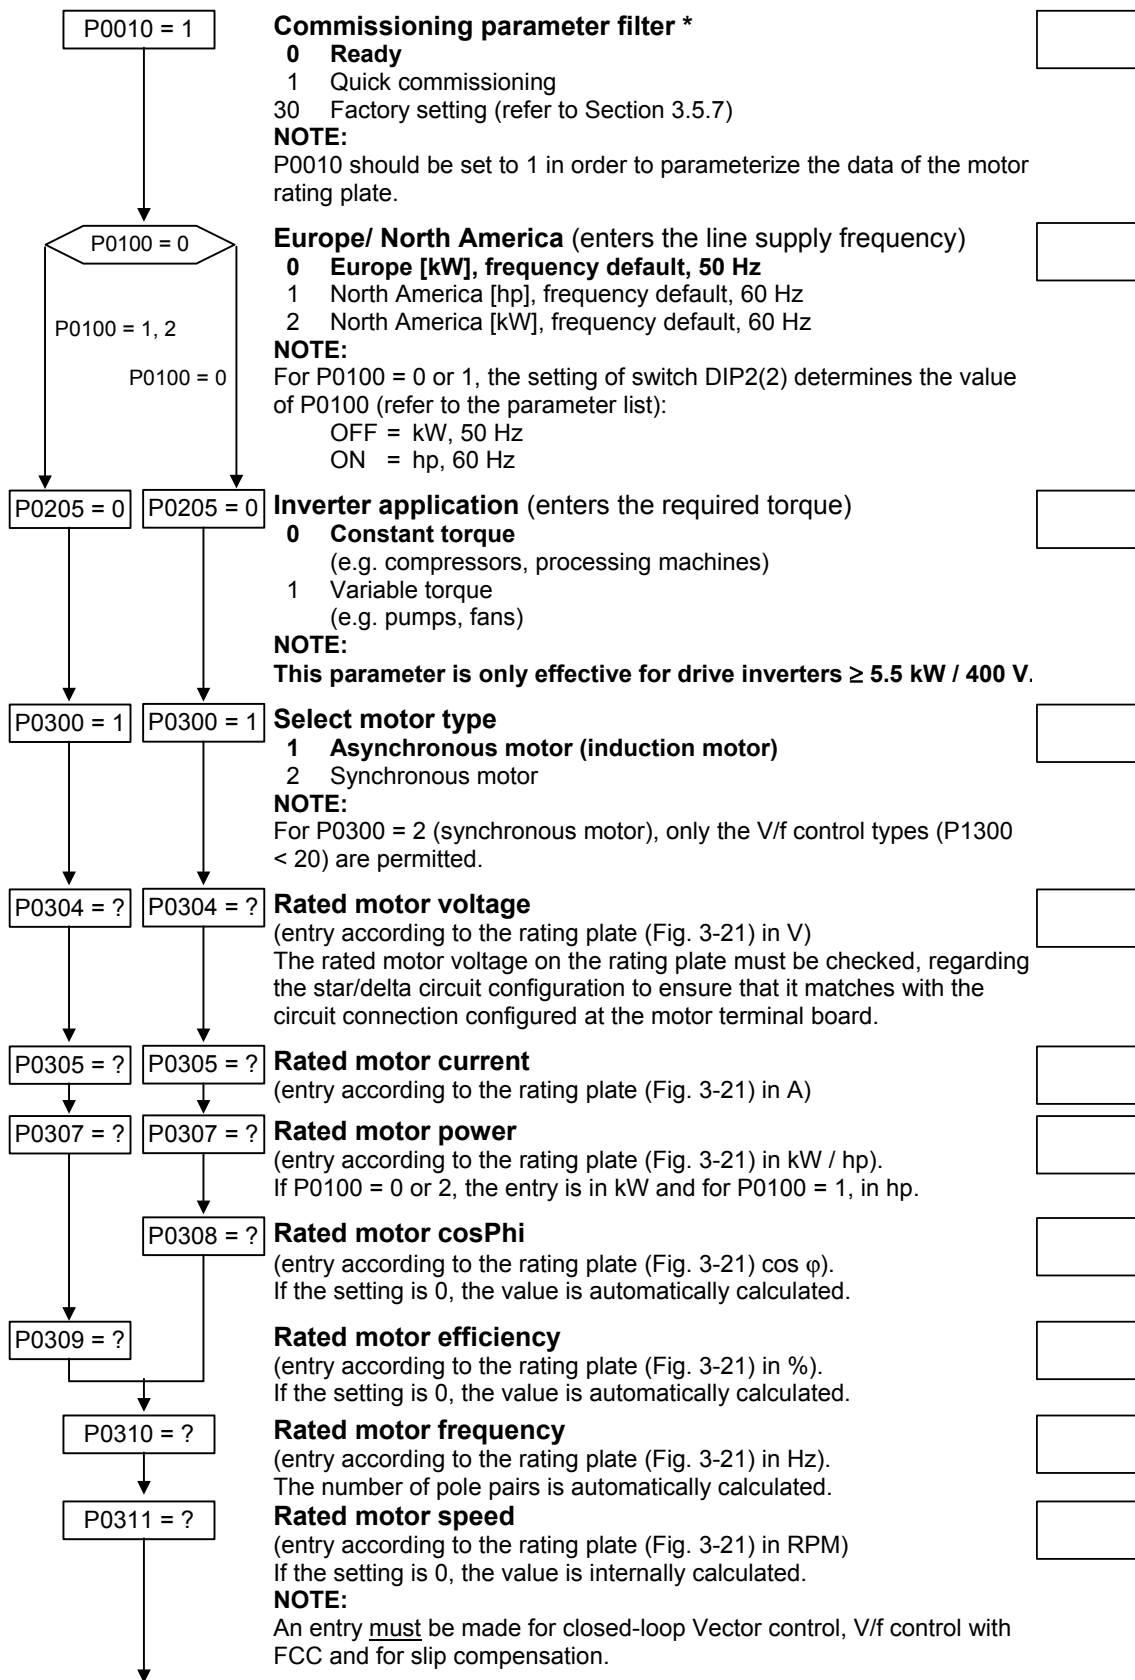 P0010 = 1
Commissioning parameter filter *
0 Ready
1 Quick commissioning
30 Factory setting (refer to Section 3.5.7)
NOTE:
P0010 should be set to 1 in order to parameterize the data of the motor
rating plate.
P0100 = 0
P0100 = 1, 2
P0100 = 0
Europe/ North America (enters the line supply frequency)
0 Europe [kW], frequency default, 50 Hz
1 North America [hp], frequency default, 60 Hz
2 North America [kW], frequency default, 60 Hz
NOTE:
For P0100 = 0 or 1, the setting of switch DIP2(2) determines the value
of P0100 (refer to the parameter list):
OFF = kW, 50 Hz
ON = hp, 60 Hz
P0205 = 0
P0205 = 0
Inverter application (enters the required torque)
0 Constant torque
(e.g. compressors, processing machines)
1 Variable torque
(e.g. pumps, fans)
NOTE:
This parameter is only effective for drive inverters ≥ 5.5 kW / 400 V.
P0300 = 1
P0300 = 1
Select motor type
1 Asynchronous motor (induction motor)
2 Synchronous motor
NOTE:
For P0300 = 2 (synchronous motor), only the V/f control types (P1300
< 20) are permitted.
P0304 = ?
P0304 = ?
Rated motor voltage
(entry according to the rating plate (Fig. 3-21) in V)
The rated motor voltage on the rating plate must be checked, regarding
the star/delta circuit configuration to ensure that it matches with the
circuit connection configured at the motor terminal board.
P0305 = ?
P0305 = ?
Rated motor current
(entry according to the rating plate (Fig. 3-21) in A)
P0307 = ?
P0307 = ?
Rated motor power
(entry according to the rating plate (Fig. 3-21) in kW / hp).
If P0100 = 0 or 2, the entry is in kW and for P0100 = 1, in hp.
P0308 = ?
Rated motor cosPhi
(entry according to the rating plate (Fig. 3-21) cos φ).
If the setting is 0, the value is automatically calculated.
P0309 = ?
Rated motor efficiency
(entry according to the rating plate (Fig. 3-21) in %).
If the setting is 0, the value is automatically calculated.
P0310 = ?
Rated motor frequency
(entry according to the rating plate (Fig. 3-21) in Hz).
The number of pole pairs is automatically calculated.
P0311 = ?
Rated motor speed
(entry according to the rating plate (Fig. 3-21) in RPM)
If the setting is 0, the value is internally calculated.
NOTE:
An entry must be made for closed-loop Vector control, V/f control with
FCC and for slip compensation.